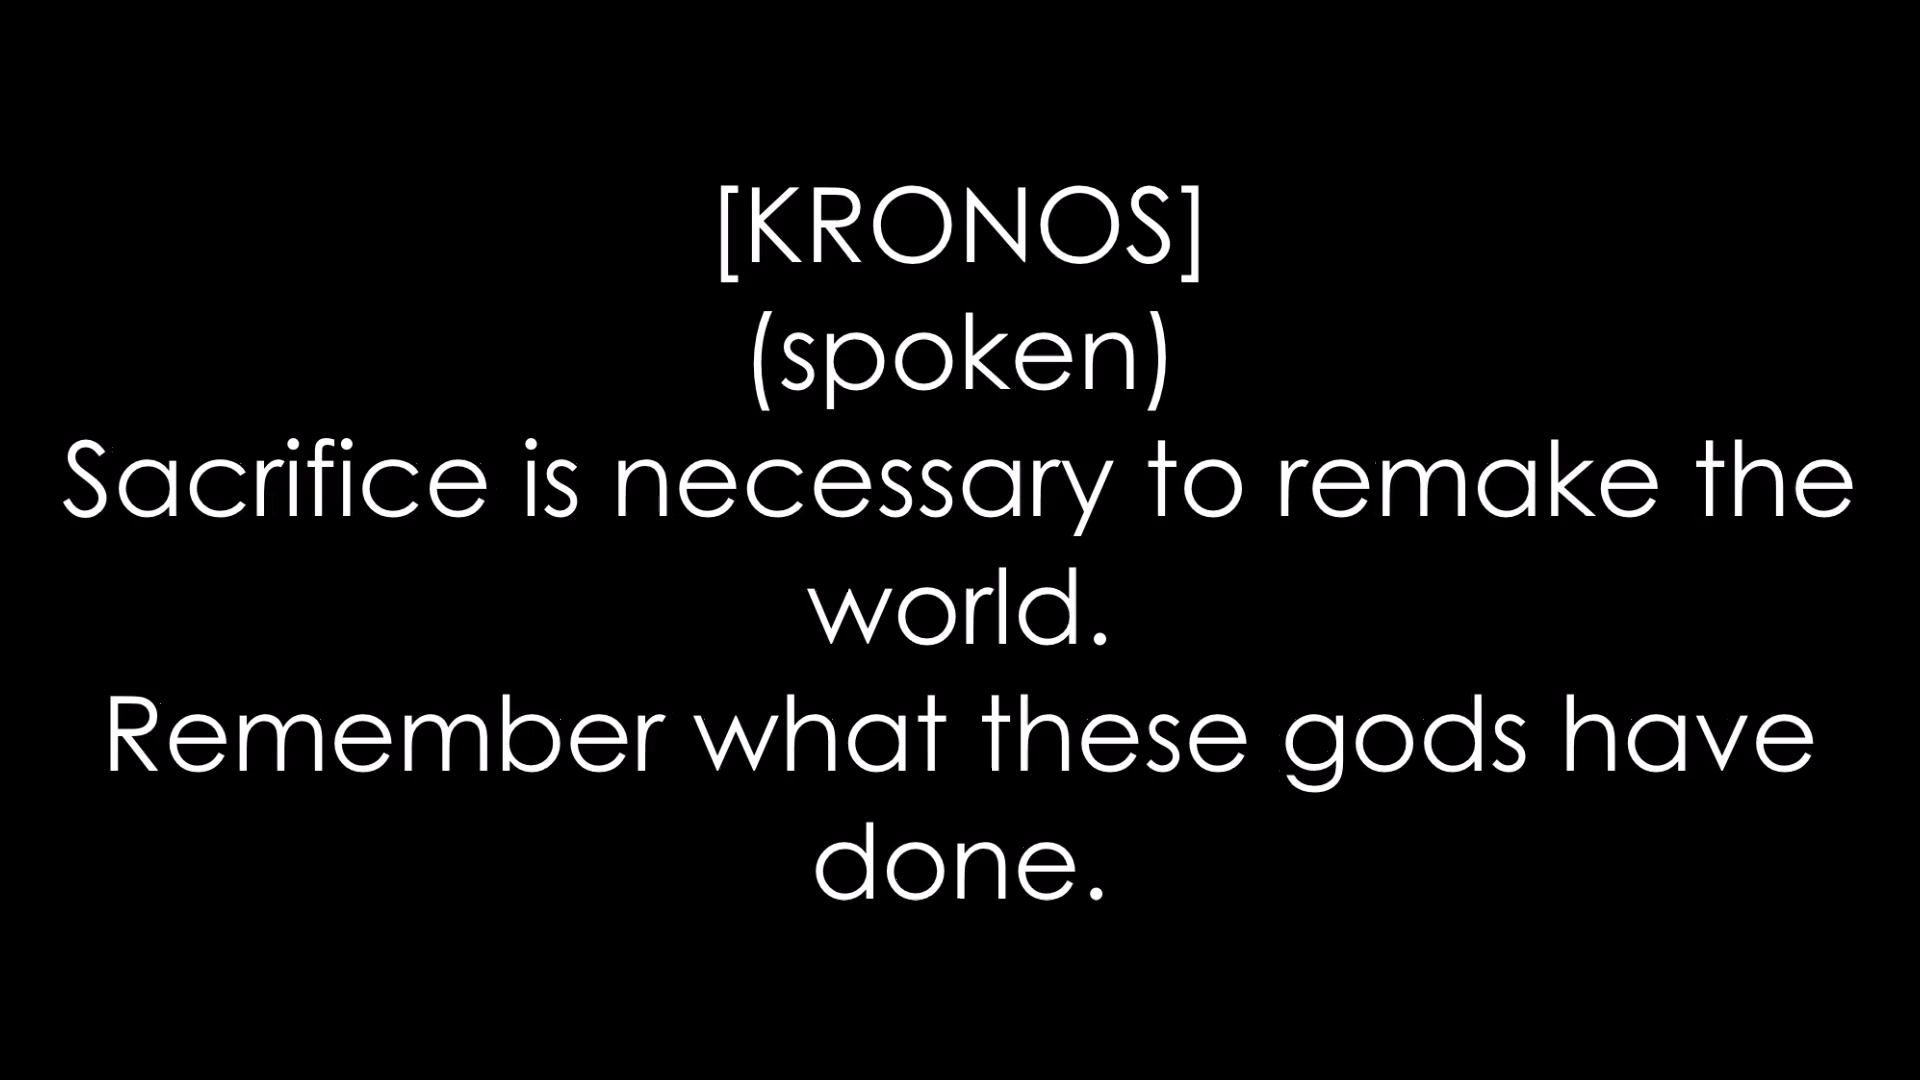 [KRONOS]
(spoken)
Sacrifice is necessary to remake the
world.
Remember what these gods have
done.